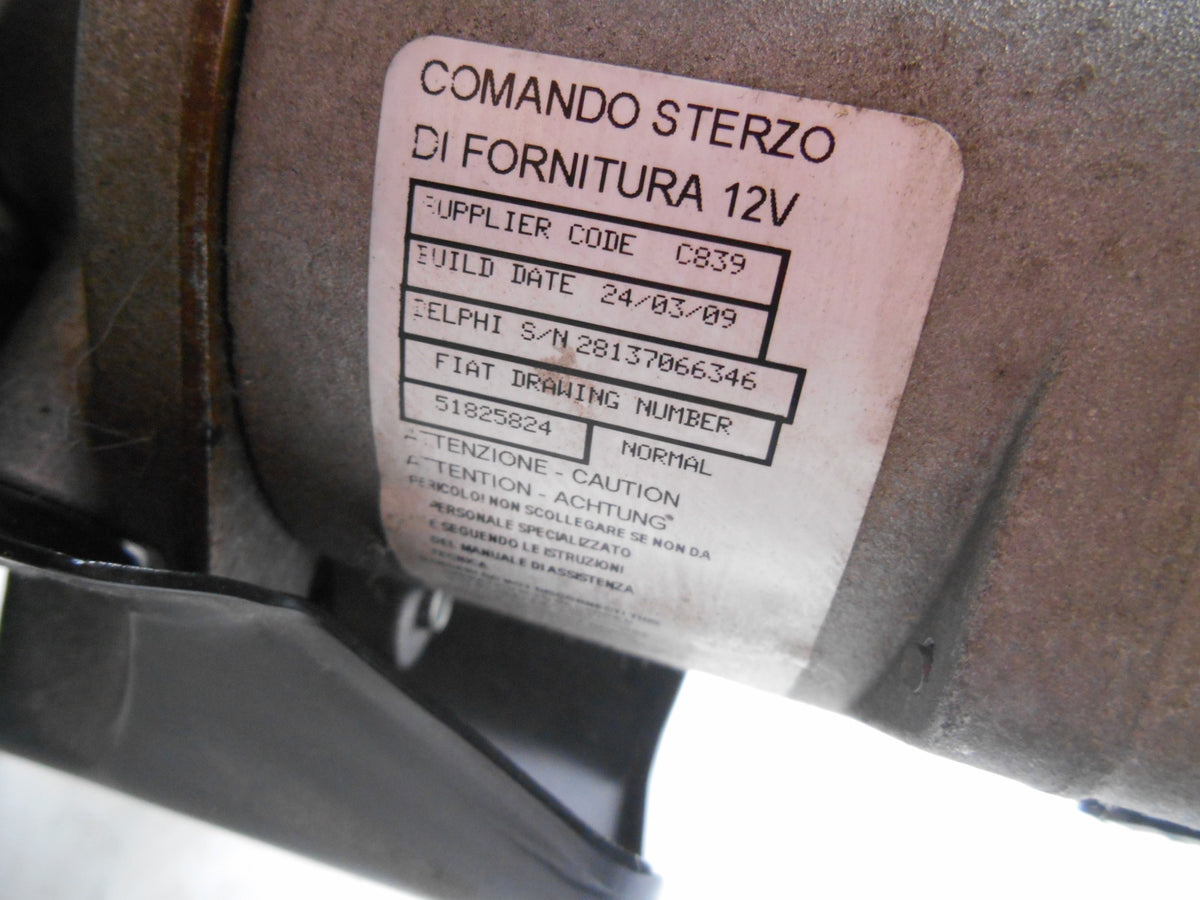 COMANDO STERZO
DI FORNITURA 12V
SUPPLIER CODE C839
BUILD DATE 24/03/09
DELPHI S/N 28137066346
FIAT DRAWING NUMBER
51825824 NORMAL
ATTENZIONE - CAUTION
ATTENTION - ACHTUNG
PERICOLO! NON SCOLLEGARE SE NON DA
PERSONALE SPECIALIZZATO
E SEGUENDO LE ISTRUZIONI
DEL MANUALE DI ASSISTENZA
TECNICA